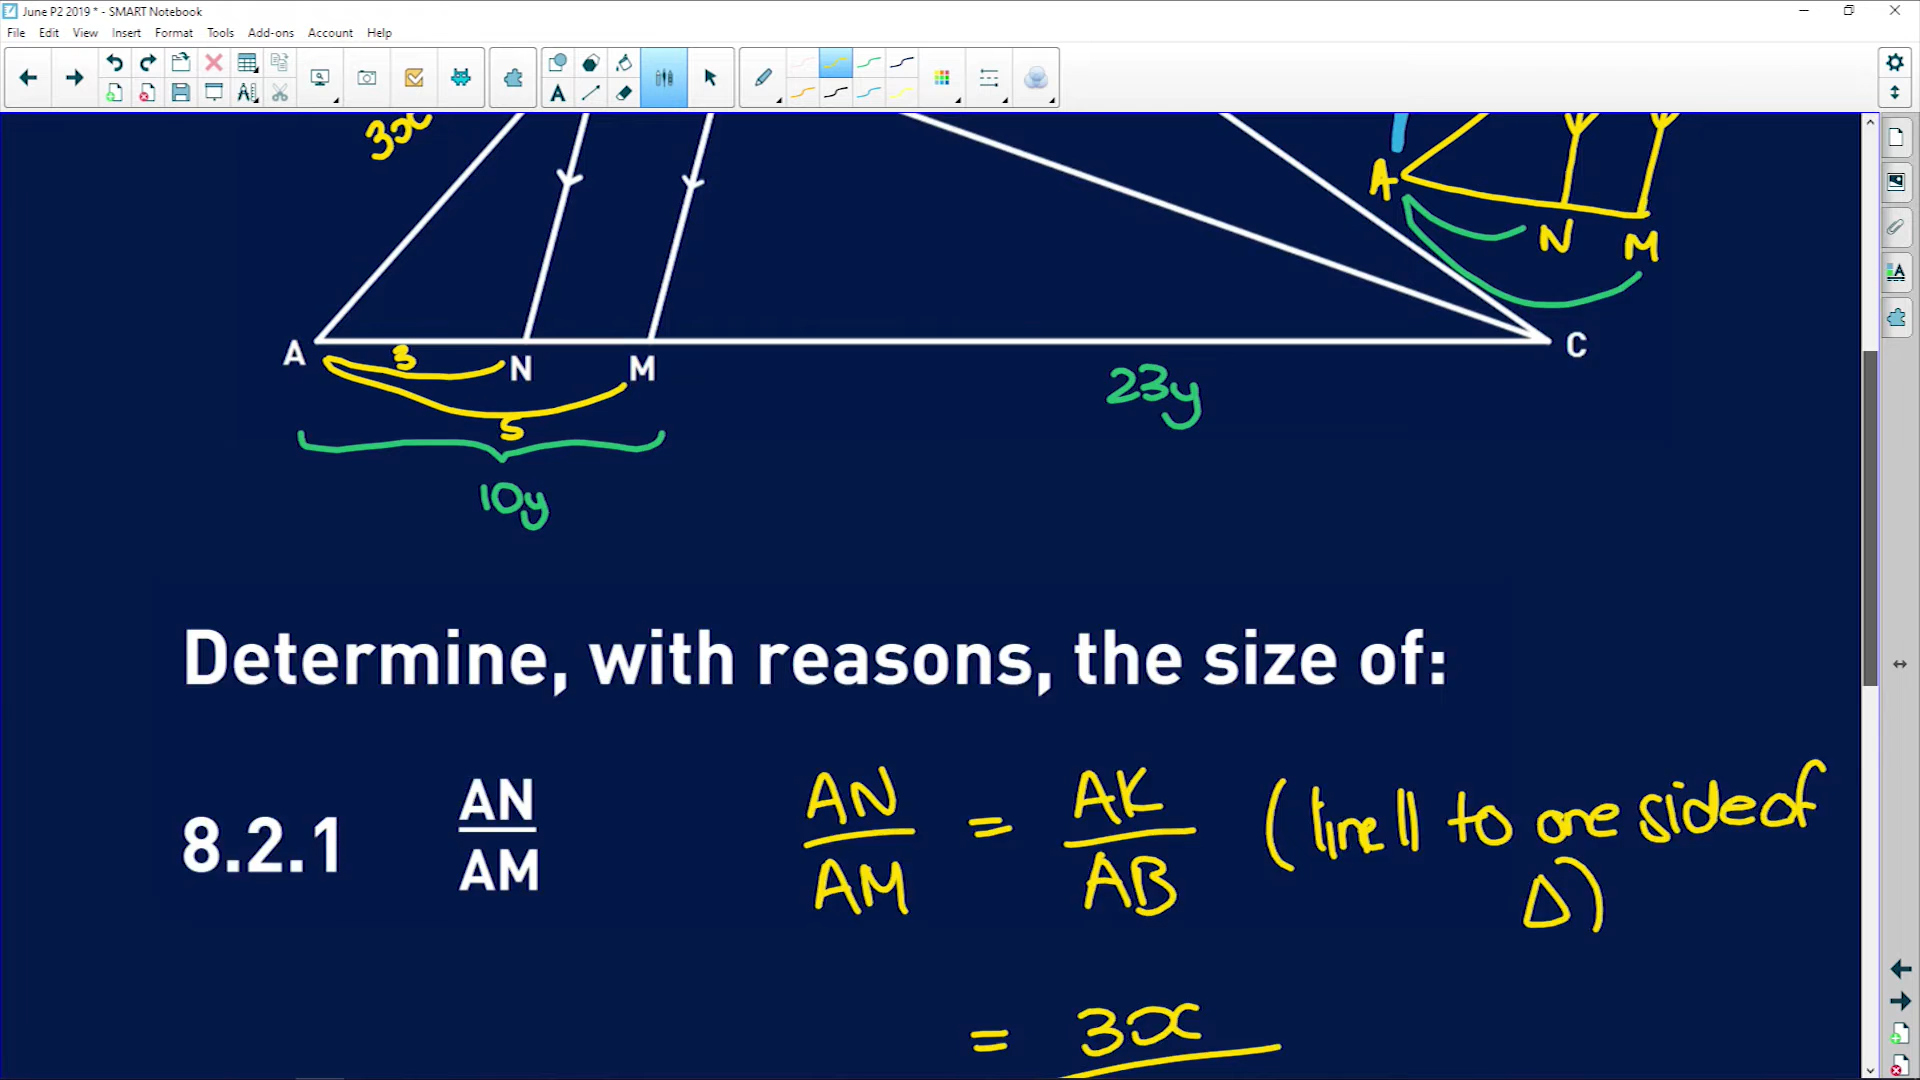 June P2 2019 * - SMART Notebook
File Edit View Insert Format Tools Add-ons Account Help
3x
A
N M
A 3 N M C
5
23y
10y
Determine, with reasons, the size of:
8.2.1 AN/AM AN/AM = AK/AB (line || to one side of
Δ)
= 3x